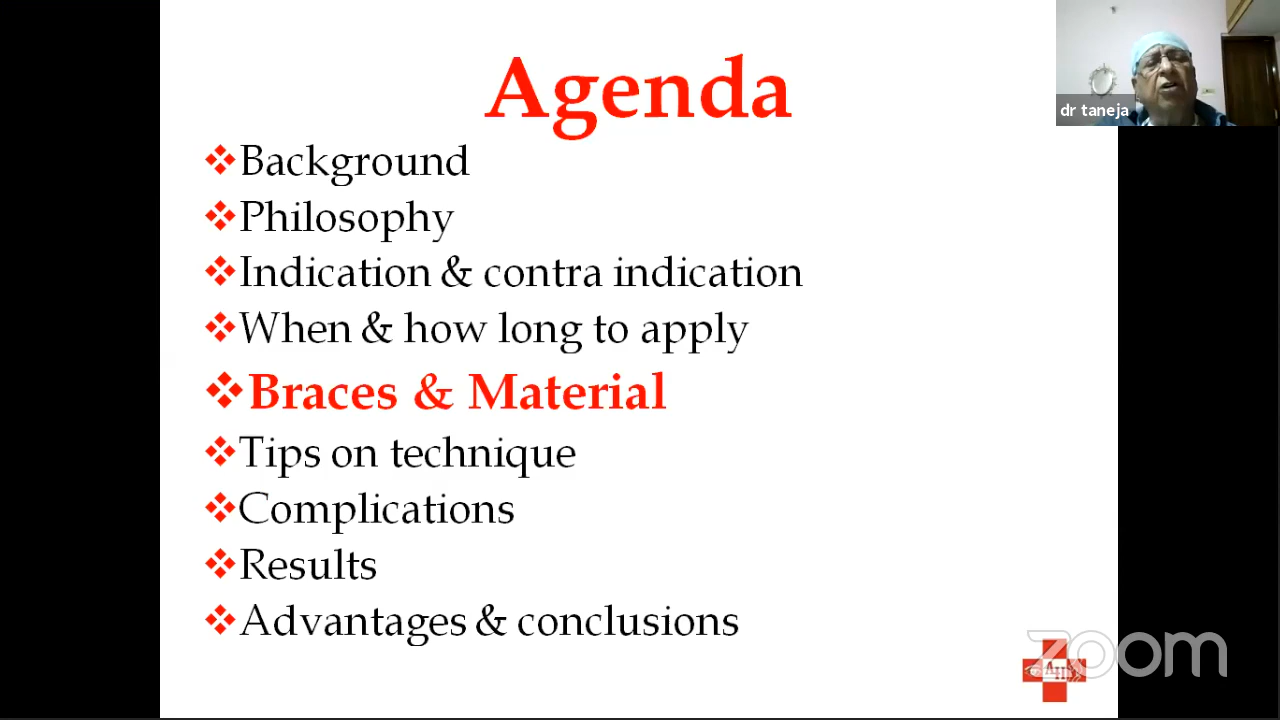 Agenda
dr taneja
Background
Philosophy
Indication & contra indication
When & how long to apply
Braces & Material
Tips on technique
Complications
Results
Advantages & conclusions
zoom